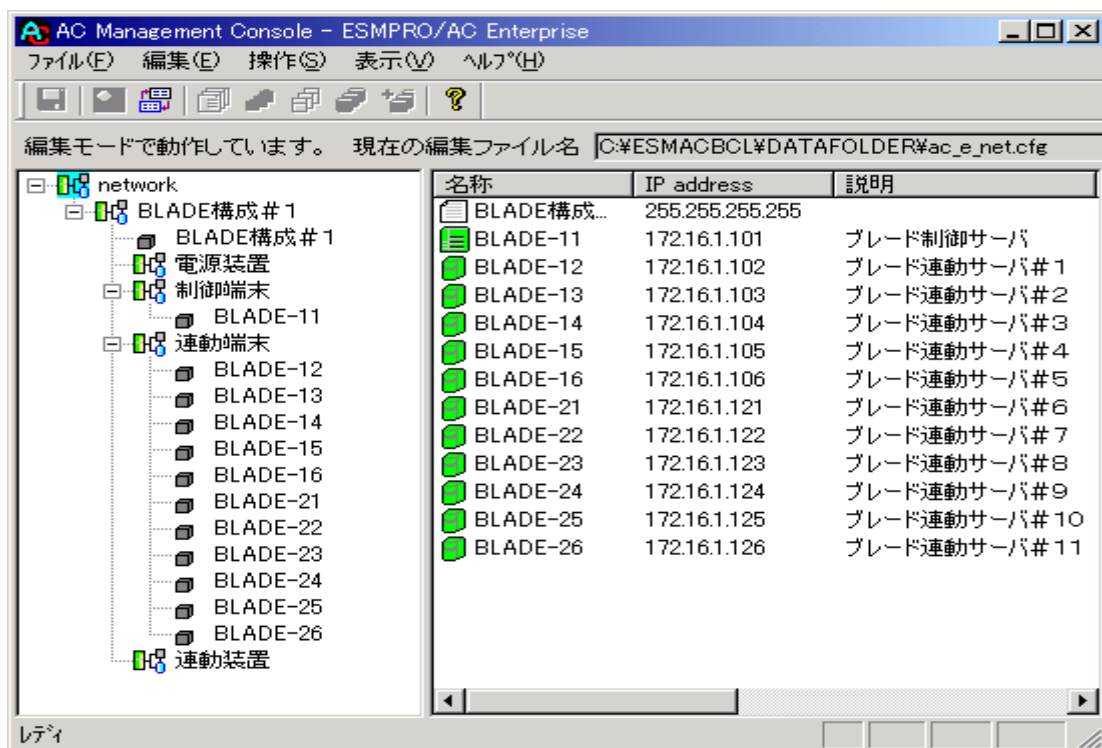 AC Management Console - ESMPRO/AC Enterprise
ファイル(F) 編集(E) 操作(S) 表示(V) ヘルプ(H)
編集モードで動作しています。 現在の編集ファイル名 C:¥ESMACBCL¥DATAFOLDER¥ac_e_net.cfg
network
BLADE構成#1
BLADE構成#1
電源装置
制御端末
BLADE-11
連動端末
BLADE-12
BLADE-13
BLADE-14
BLADE-15
BLADE-16
BLADE-21
BLADE-22
BLADE-23
BLADE-24
BLADE-25
BLADE-26
連動装置
名称 IP address 説明
BLADE構成... 255.255.255.255
BLADE-11 172.16.1.101 ブレード制御サーバ
BLADE-12 172.16.1.102 ブレード連動サーバ#1
BLADE-13 172.16.1.103 ブレード連動サーバ#2
BLADE-14 172.16.1.104 ブレード連動サーバ#3
BLADE-15 172.16.1.105 ブレード連動サーバ#4
BLADE-16 172.16.1.106 ブレード連動サーバ#5
BLADE-21 172.16.1.121 ブレード連動サーバ#6
BLADE-22 172.16.1.122 ブレード連動サーバ#7
BLADE-23 172.16.1.123 ブレード連動サーバ#8
BLADE-24 172.16.1.124 ブレード連動サーバ#9
BLADE-25 172.16.1.125 ブレード連動サーバ#10
BLADE-26 172.16.1.126 ブレード連動サーバ#11
レディ